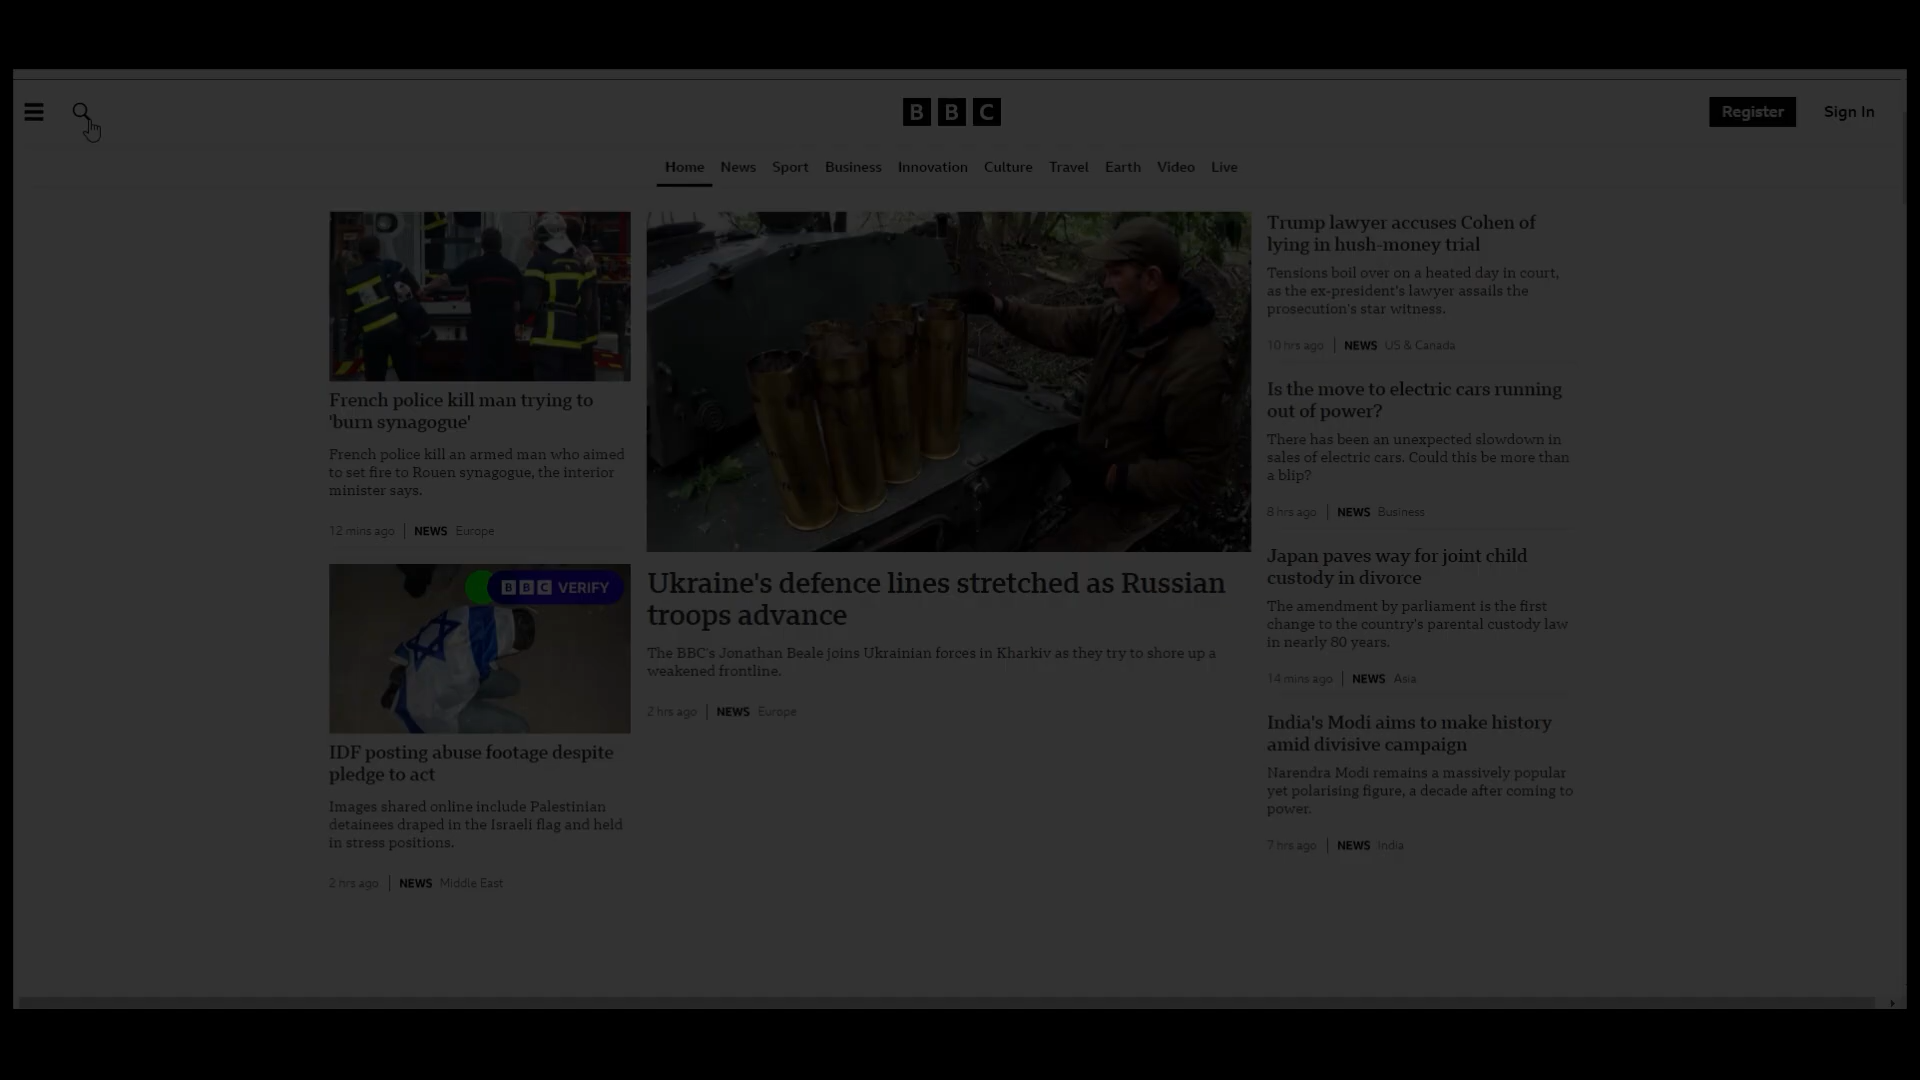 BBC
Register
Sign In
Home News Sport Business Innovation Culture Travel Earth Video Live
French police kill man trying to
'burn synagogue'
French police kill an armed man who aimed
to set fire to Rouen synagogue, the interior
minister says.
12 mins ago | NEWS Europe
BBC VERIFY
IDF posting abuse footage despite
pledge to act
Images shared online include Palestinian
detainees draped in the Israeli flag and held
in stress positions.
2 hrs ago | NEWS Middle East
Ukraine's defence lines stretched as Russian
troops advance
The BBC's Jonathan Beale joins Ukrainian forces in Kharkiv as they try to shore up a
weakened frontline.
2 hrs ago | NEWS Europe
Trump lawyer accuses Cohen of
lying in hush-money trial
Tensions boil over on a heated day in court,
as the ex-president's lawyer assails the
prosecution's star witness.
10 hrs ago | NEWS US & Canada
Is the move to electric cars running
out of power?
There has been an unexpected slowdown in
sales of electric cars. Could this be more than
a blip?
8 hrs ago | NEWS Business
Japan paves way for joint child
custody in divorce
The amendment by parliament is the first
change to the country's parental custody law
in nearly 80 years.
14 mins ago | NEWS Asia
India's Modi aims to make history
amid divisive campaign
Narendra Modi remains a massively popular
yet polarising figure, a decade after coming to
power.
7 hrs ago | NEWS India